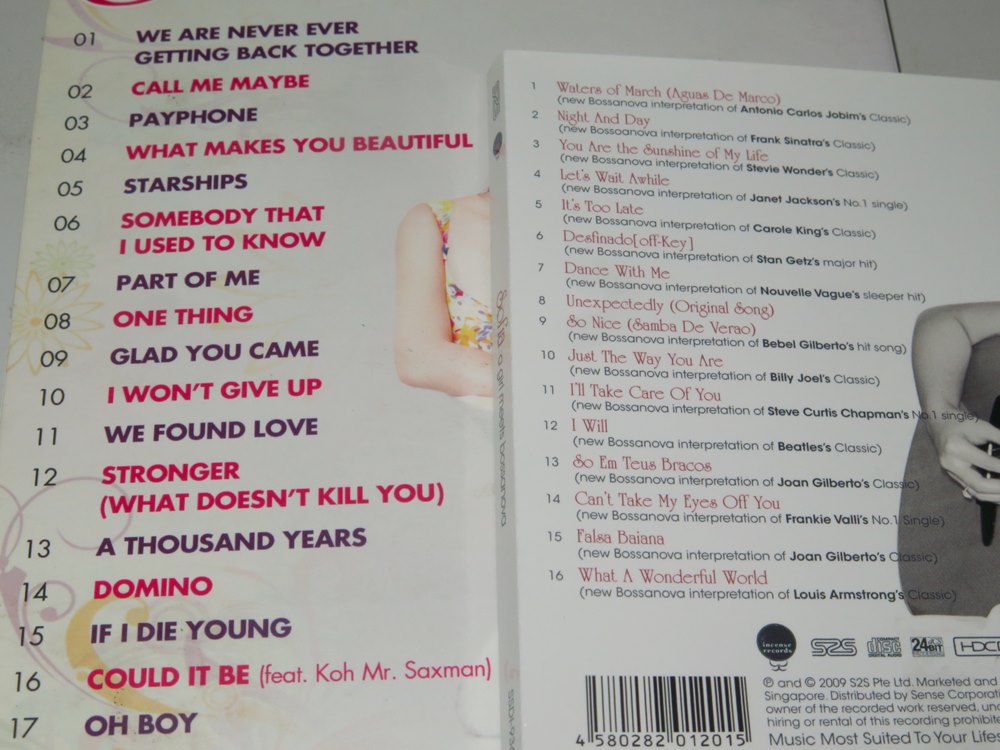 01 WE ARE NEVER EVER
GETTING BACK TOGETHER
02 CALL ME MAYBE
03 PAYPHONE
04 WHAT MAKES YOU BEAUTIFUL
05 STARSHIPS
06 SOMEBODY THAT
I USED TO KNOW
07 PART OF ME
08 ONE THING
09 GLAD YOU CAME
10 I WON'T GIVE UP
11 WE FOUND LOVE
12 STRONGER
(WHAT DOESN'T KILL YOU)
13 A THOUSAND YEARS
14 DOMINO
15 IF I DIE YOUNG
16 COULD IT BE (feat. Koh Mr. Saxman)
17 OH BOY
a girl meets bossanova
1 Waters of March (Aguas De Marco)
(new Bossanova interpretation of Antonio Carlos Jobim's Classic)
2 Night And Day
(new Bossoanova interpretation of Frank Sinatra's Classic)
3 You Are the Sunshine of My Life
(new Bossanova interpretation of Stevie Wonder's Classic)
4 Let's Wait Awhile
(new Bossanova interpretation of Janet Jackson's No.1 single)
5 It's Too Late
(new Bossanova interpretation of Carole King's Classic)
6 Desfinado[off-Key]
(new Bossanova interpretation of Stan Getz's major hit)
7 Dance With Me
(new Bossanova interpretation of Nouvelle Vague's sleeper hit)
8 Unexpectedly (Original Song)
9 So Nice (Samba De Verao)
(new Bossanova interpretation of Bebel Gilberto's hit song)
10 Just The Way You Are
(new Bossanova interpretation of Billy Joel's Classic)
11 I'll Take Care Of You
(new Bossanova interpretation of Steve Curtis Chapman's No.1 single)
12 I Will
(new Bossanova interpretation of Beatles's Classic)
13 So Em Teus Bracos
(new Bossanova interpretation of Joan Gilberto's Classic)
14 Can't Take My Eyes Off You
(new Bossanova interpretation of Frankie Valli's No.1 Single)
15 Falsa Baiana
(new Bossanova interpretation of Joan Gilberto's Classic)
16 What A Wonderful World
(new Bossanova interpretation of Louis Armstrong's Classic)
incense records S2S COMPACT disc DIGITAL AUDIO 24BIT HDCD
℗ and © 2009 S2S Pte Ltd. Marketed and
Singapore. Distributed by Sense Corporati
owner of the recorded work reserved, una
hiring or rental of this recording prohibite
Music Most Suited To Your Lifes
4 580282 012015